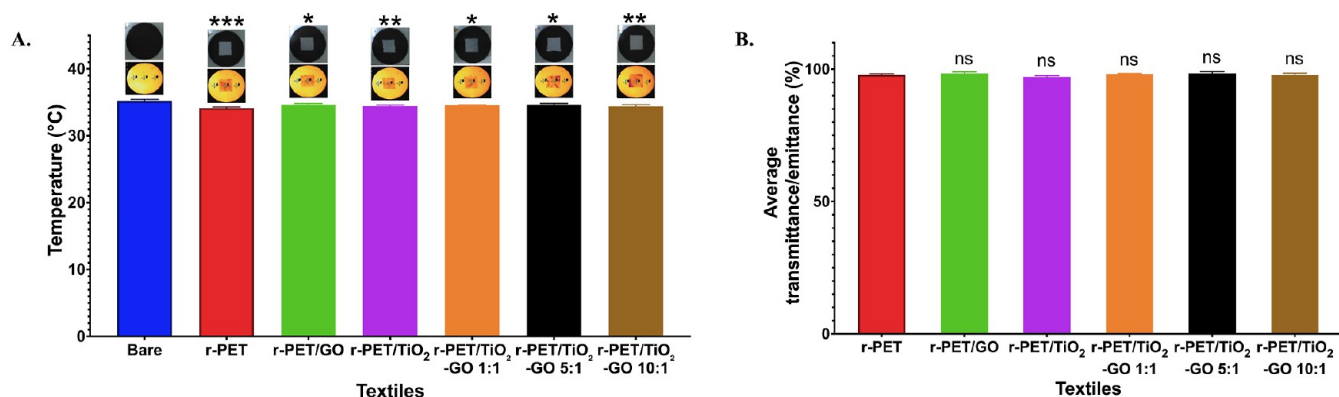 A.
*** * ** * * **
Temperature (°C)
40
30
20
10
0
Bare r-PET r-PET/GO r-PET/TiO₂ r-PET/TiO₂ r-PET/TiO₂ r-PET/TiO₂
-GO 1:1 -GO 5:1 -GO 10:1
Textiles
B.
Average
transmittance/emittance (%)
ns ns ns ns ns
100
50
0
r-PET r-PET/GO r-PET/TiO₂ r-PET/TiO₂ r-PET/TiO₂ r-PET/TiO₂
-GO 1:1 -GO 5:1 -GO 10:1
Textiles